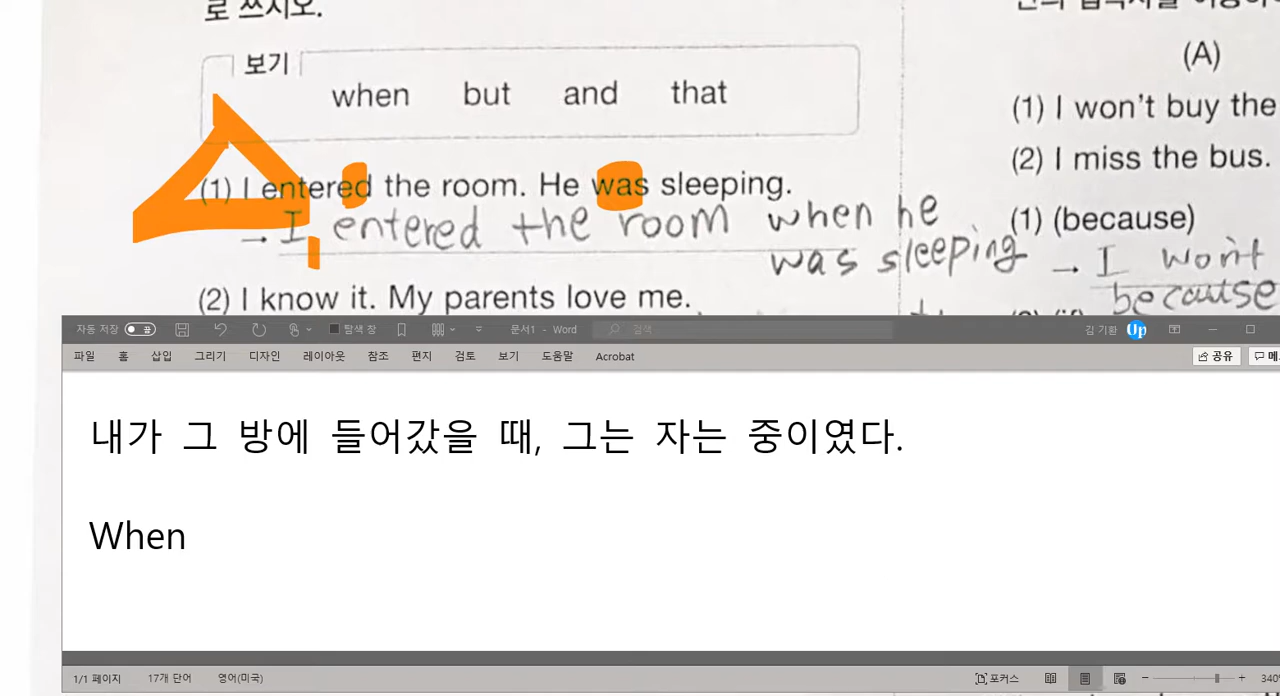 로 쓰시오.
보기
when but and that
(1) I entered the room. He was sleeping.
→ I entered the room when he
was sleeping
(2) I know it. My parents love me.
(A)
(1) I won't buy the
(2) I miss the bus.
(1) (because)
→ I won't
because
자동 저장 끔 탐색 창 문서1 - Word 검색 김 기환 Up
파일 홈 삽입 그리기 디자인 레이아웃 참조 편지 검토 보기 도움말 Acrobat 공유 메
내가 그 방에 들어갔을 때, 그는 자는 중이였다.
When
1/1 페이지 17개 단어 영어(미국) 포커스 340%